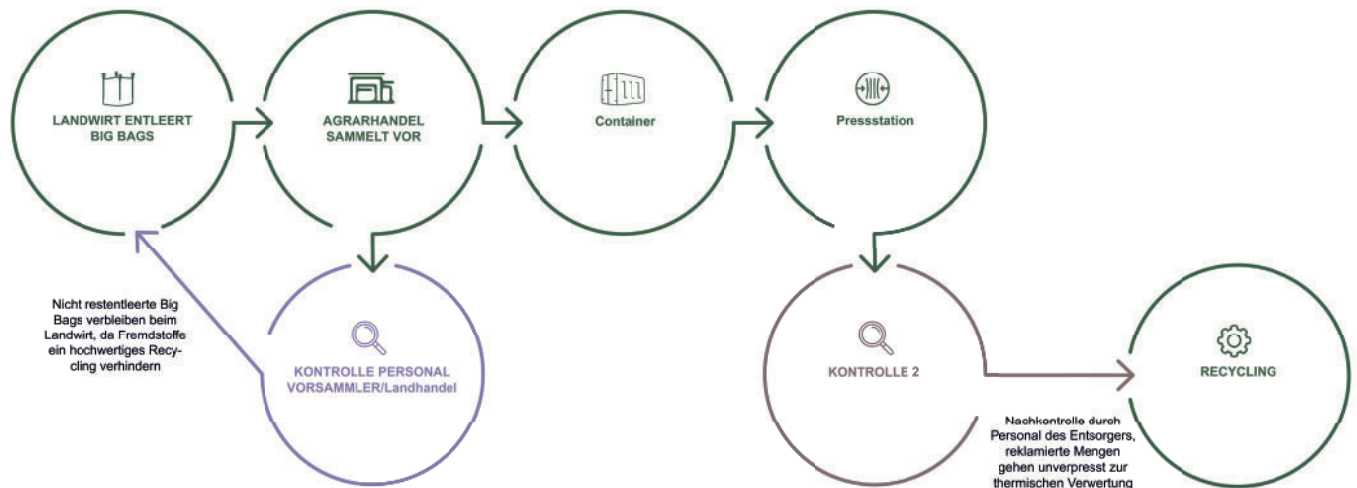 LANDWIRT ENTLEERT
BIG BAGS
AGRARHANDEL
SAMMELT VOR
Container
Pressstation
Nicht restentleerte Big
Bags verbleiben beim
Landwirt, da Fremdstoffe
ein hochwertiges Recy-
cling verhindern
KONTROLLE PERSONAL
VORSAMMLER/Landhandel
KONTROLLE 2
RECYCLING
Nachkontrolle durch
Personal des Entsorgers,
reklamierte Mengen
gehen unverpresst zur
thermischen Verwertung